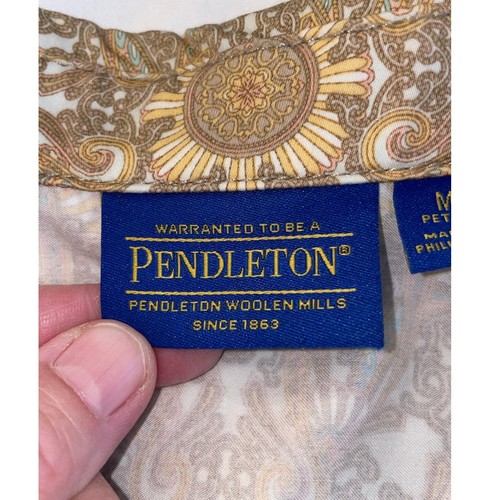 WARRANTED TO BE A
PENDLETON®
PENDLETON WOOLEN MILLS
SINCE 1863
M